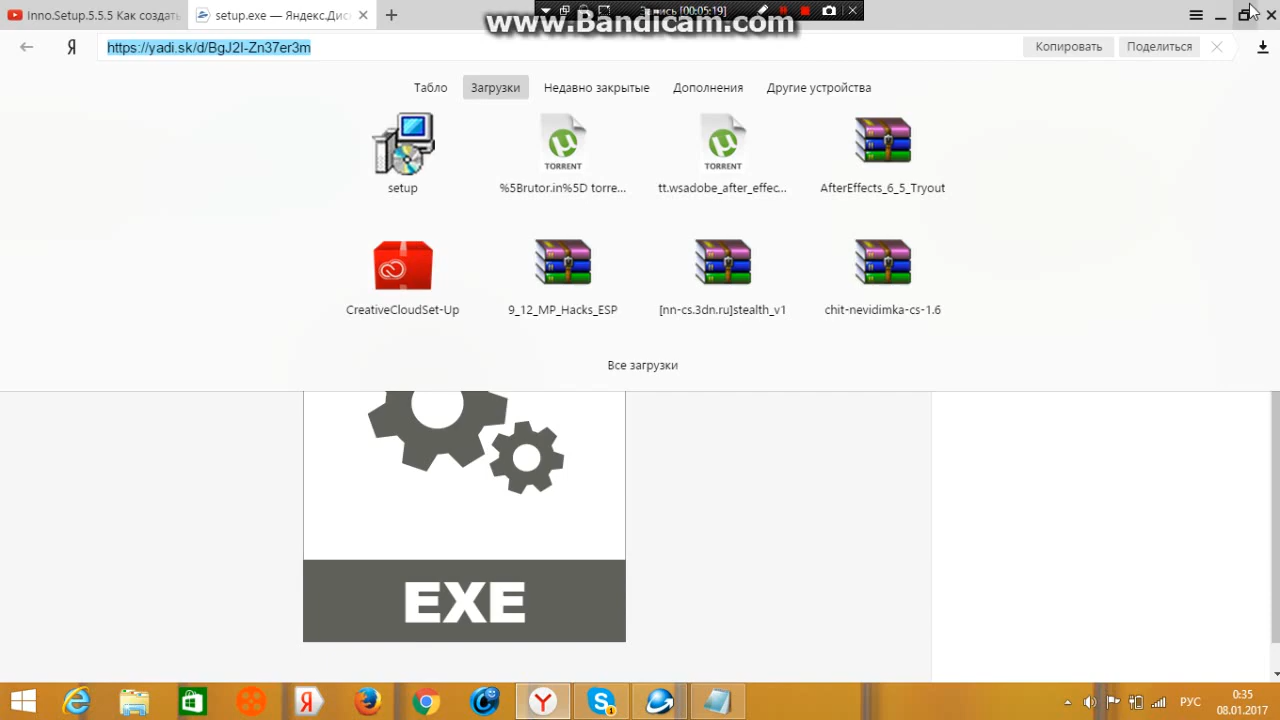 Inno.Setup.5.5.5 Как создать
setup.exe — Яндекс.Дис
[00:05:19]
www.Bandicam.com
Я
https://yadi.sk/d/BgJ2I-Zn37er3m
Копировать
Поделиться
Табло
Загрузки
Недавно закрытые
Дополнения
Другие устройства
TORRENT
TORRENT
setup
%5Brutor.in%5D torre...
tt.wsadobe_after_effec...
AfterEffects_6_5_Tryout
CreativeCloudSet-Up
9_12_MP_Hacks_ESP
[nn-cs.3dn.ru]stealth_v1
chit-nevidimka-cs-1.6
Все загрузки
EXE
РУС
0:35
08.01.2017